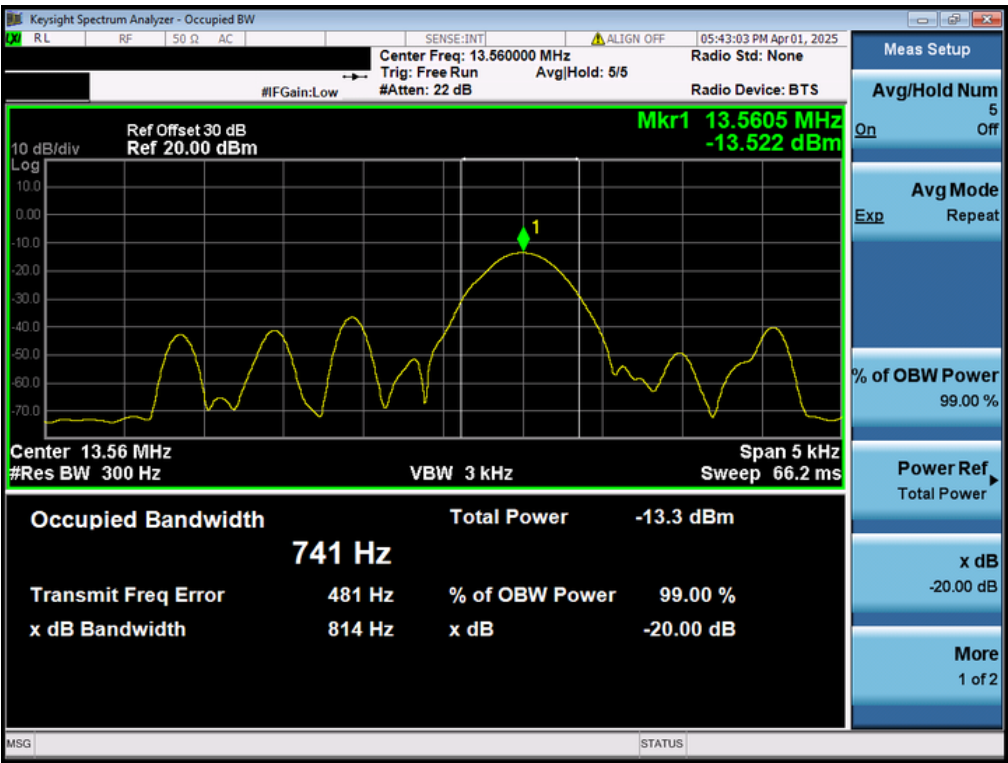 Keysight Spectrum Analyzer - Occupied BW
LXI RL RF 50 Ω AC SENSE:INT ALIGN OFF 05:43:03 PM Apr 01, 2025
Center Freq: 13.560000 MHz Radio Std: None
Trig: Free Run Avg|Hold: 5/5
#IFGain:Low #Atten: 22 dB Radio Device: BTS
Mkr1 13.5605 MHz
-13.522 dBm
Ref Offset 30 dB
10 dB/div Ref 20.00 dBm
Log
10.0
0.00
1
-10.0
-20.0
-30.0
-40.0
-50.0
-60.0
-70.0
Center 13.56 MHz Span 5 kHz
#Res BW 300 Hz VBW 3 kHz Sweep 66.2 ms
Occupied Bandwidth Total Power -13.3 dBm
741 Hz
Transmit Freq Error 481 Hz % of OBW Power 99.00 %
x dB Bandwidth 814 Hz x dB -20.00 dB
Meas Setup
Avg/Hold Num
5
On Off
Avg Mode
Exp Repeat
% of OBW Power
99.00 %
Power Ref
Total Power
x dB
-20.00 dB
More
1 of 2
MSG STATUS